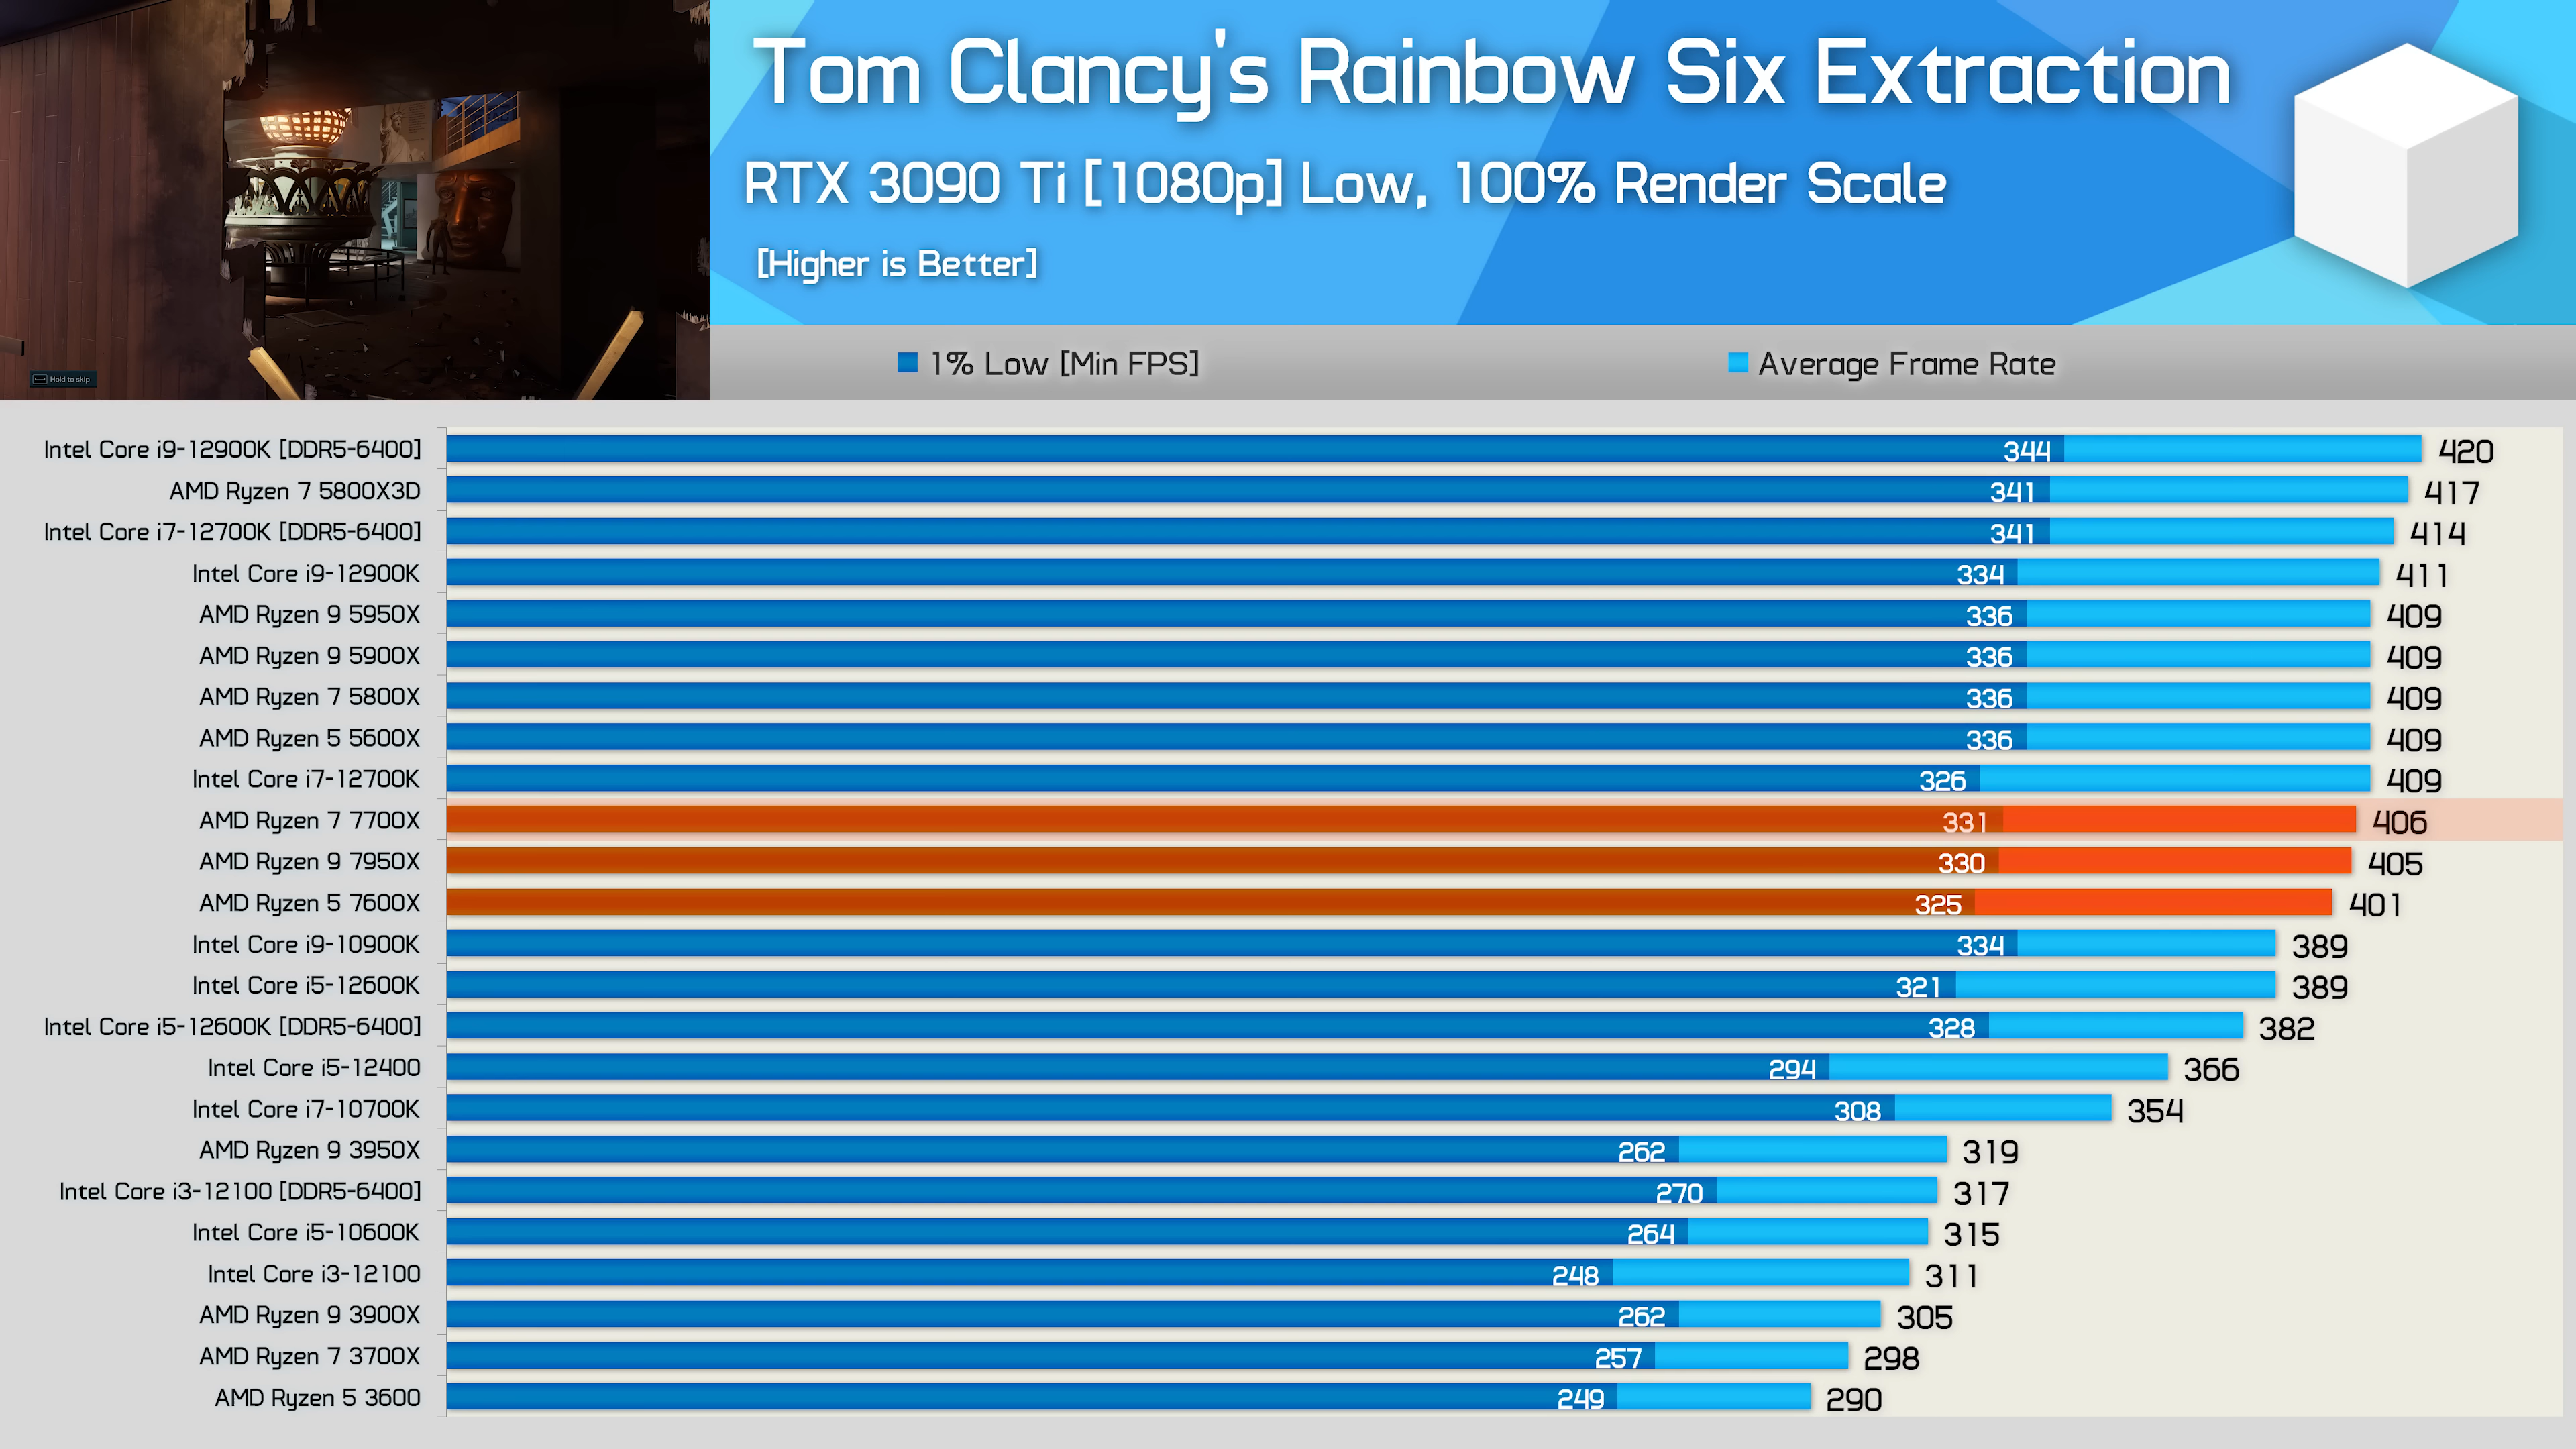 Tom Clancy's Rainbow Six Extraction
RTX 3090 Ti [1080p] Low, 100% Render Scale
[Higher is Better]
Hold to skip
1% Low [Min FPS] Average Frame Rate
Intel Core i9-12900K [DDR5-6400] 344 420
AMD Ryzen 7 5800X3D 341 417
Intel Core i7-12700K [DDR5-6400] 341 414
Intel Core i9-12900K 334 411
AMD Ryzen 9 5950X 336 409
AMD Ryzen 9 5900X 336 409
AMD Ryzen 7 5800X 336 409
AMD Ryzen 5 5600X 336 409
Intel Core i7-12700K 326 409
AMD Ryzen 7 7700X 331 406
AMD Ryzen 9 7950X 330 405
AMD Ryzen 5 7600X 325 401
Intel Core i9-10900K 334 389
Intel Core i5-12600K 321 389
Intel Core i5-12600K [DDR5-6400] 328 382
Intel Core i5-12400 294 366
Intel Core i7-10700K 308 354
AMD Ryzen 9 3950X 262 319
Intel Core i3-12100 [DDR5-6400] 270 317
Intel Core i5-10600K 264 315
Intel Core i3-12100 248 311
AMD Ryzen 9 3900X 262 305
AMD Ryzen 7 3700X 257 298
AMD Ryzen 5 3600 249 290